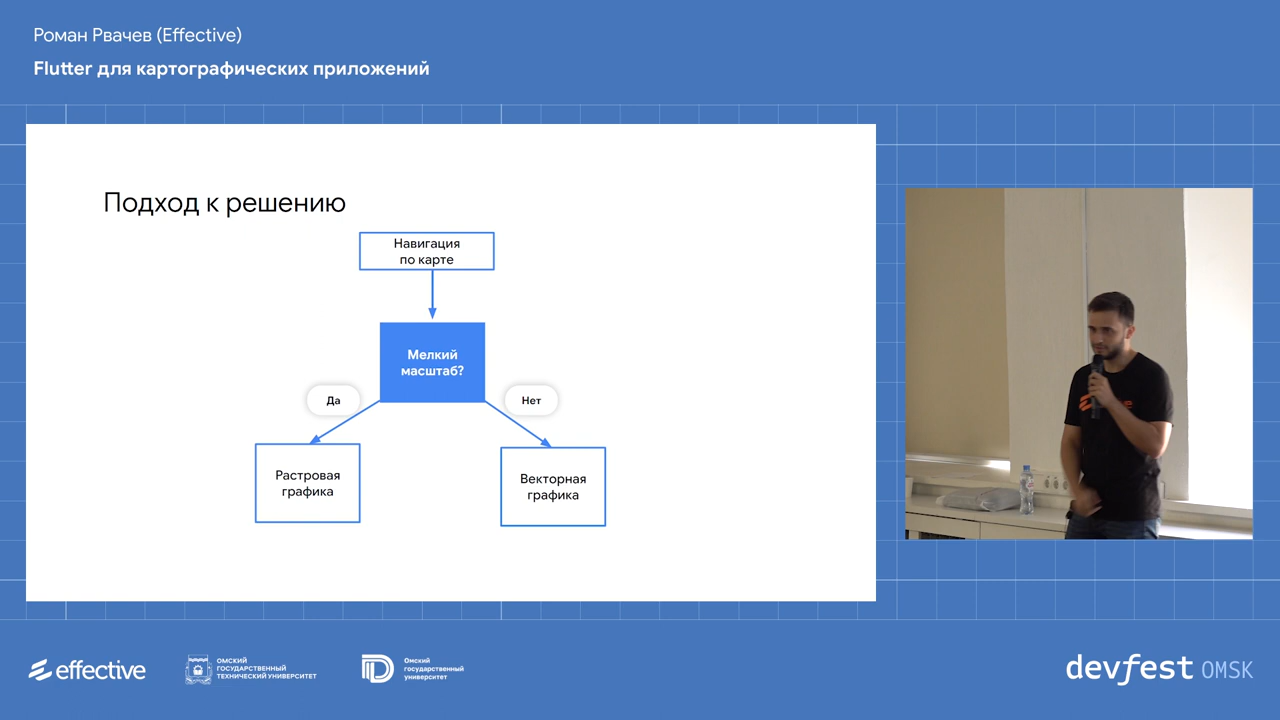 Роман Рвачев (Effective)
Flutter для картографических приложений
Подход к решению
Навигация
по карте
Мелкий
масштаб?
Да
Нет
Растровая
графика
Векторная
графика
effective
ОМСКИЙ
ГОСУДАРСТВЕННЫЙ
ТЕХНИЧЕСКИЙ УНИВЕРСИТЕТ
Омский
государственный
университет
devfest OMSK